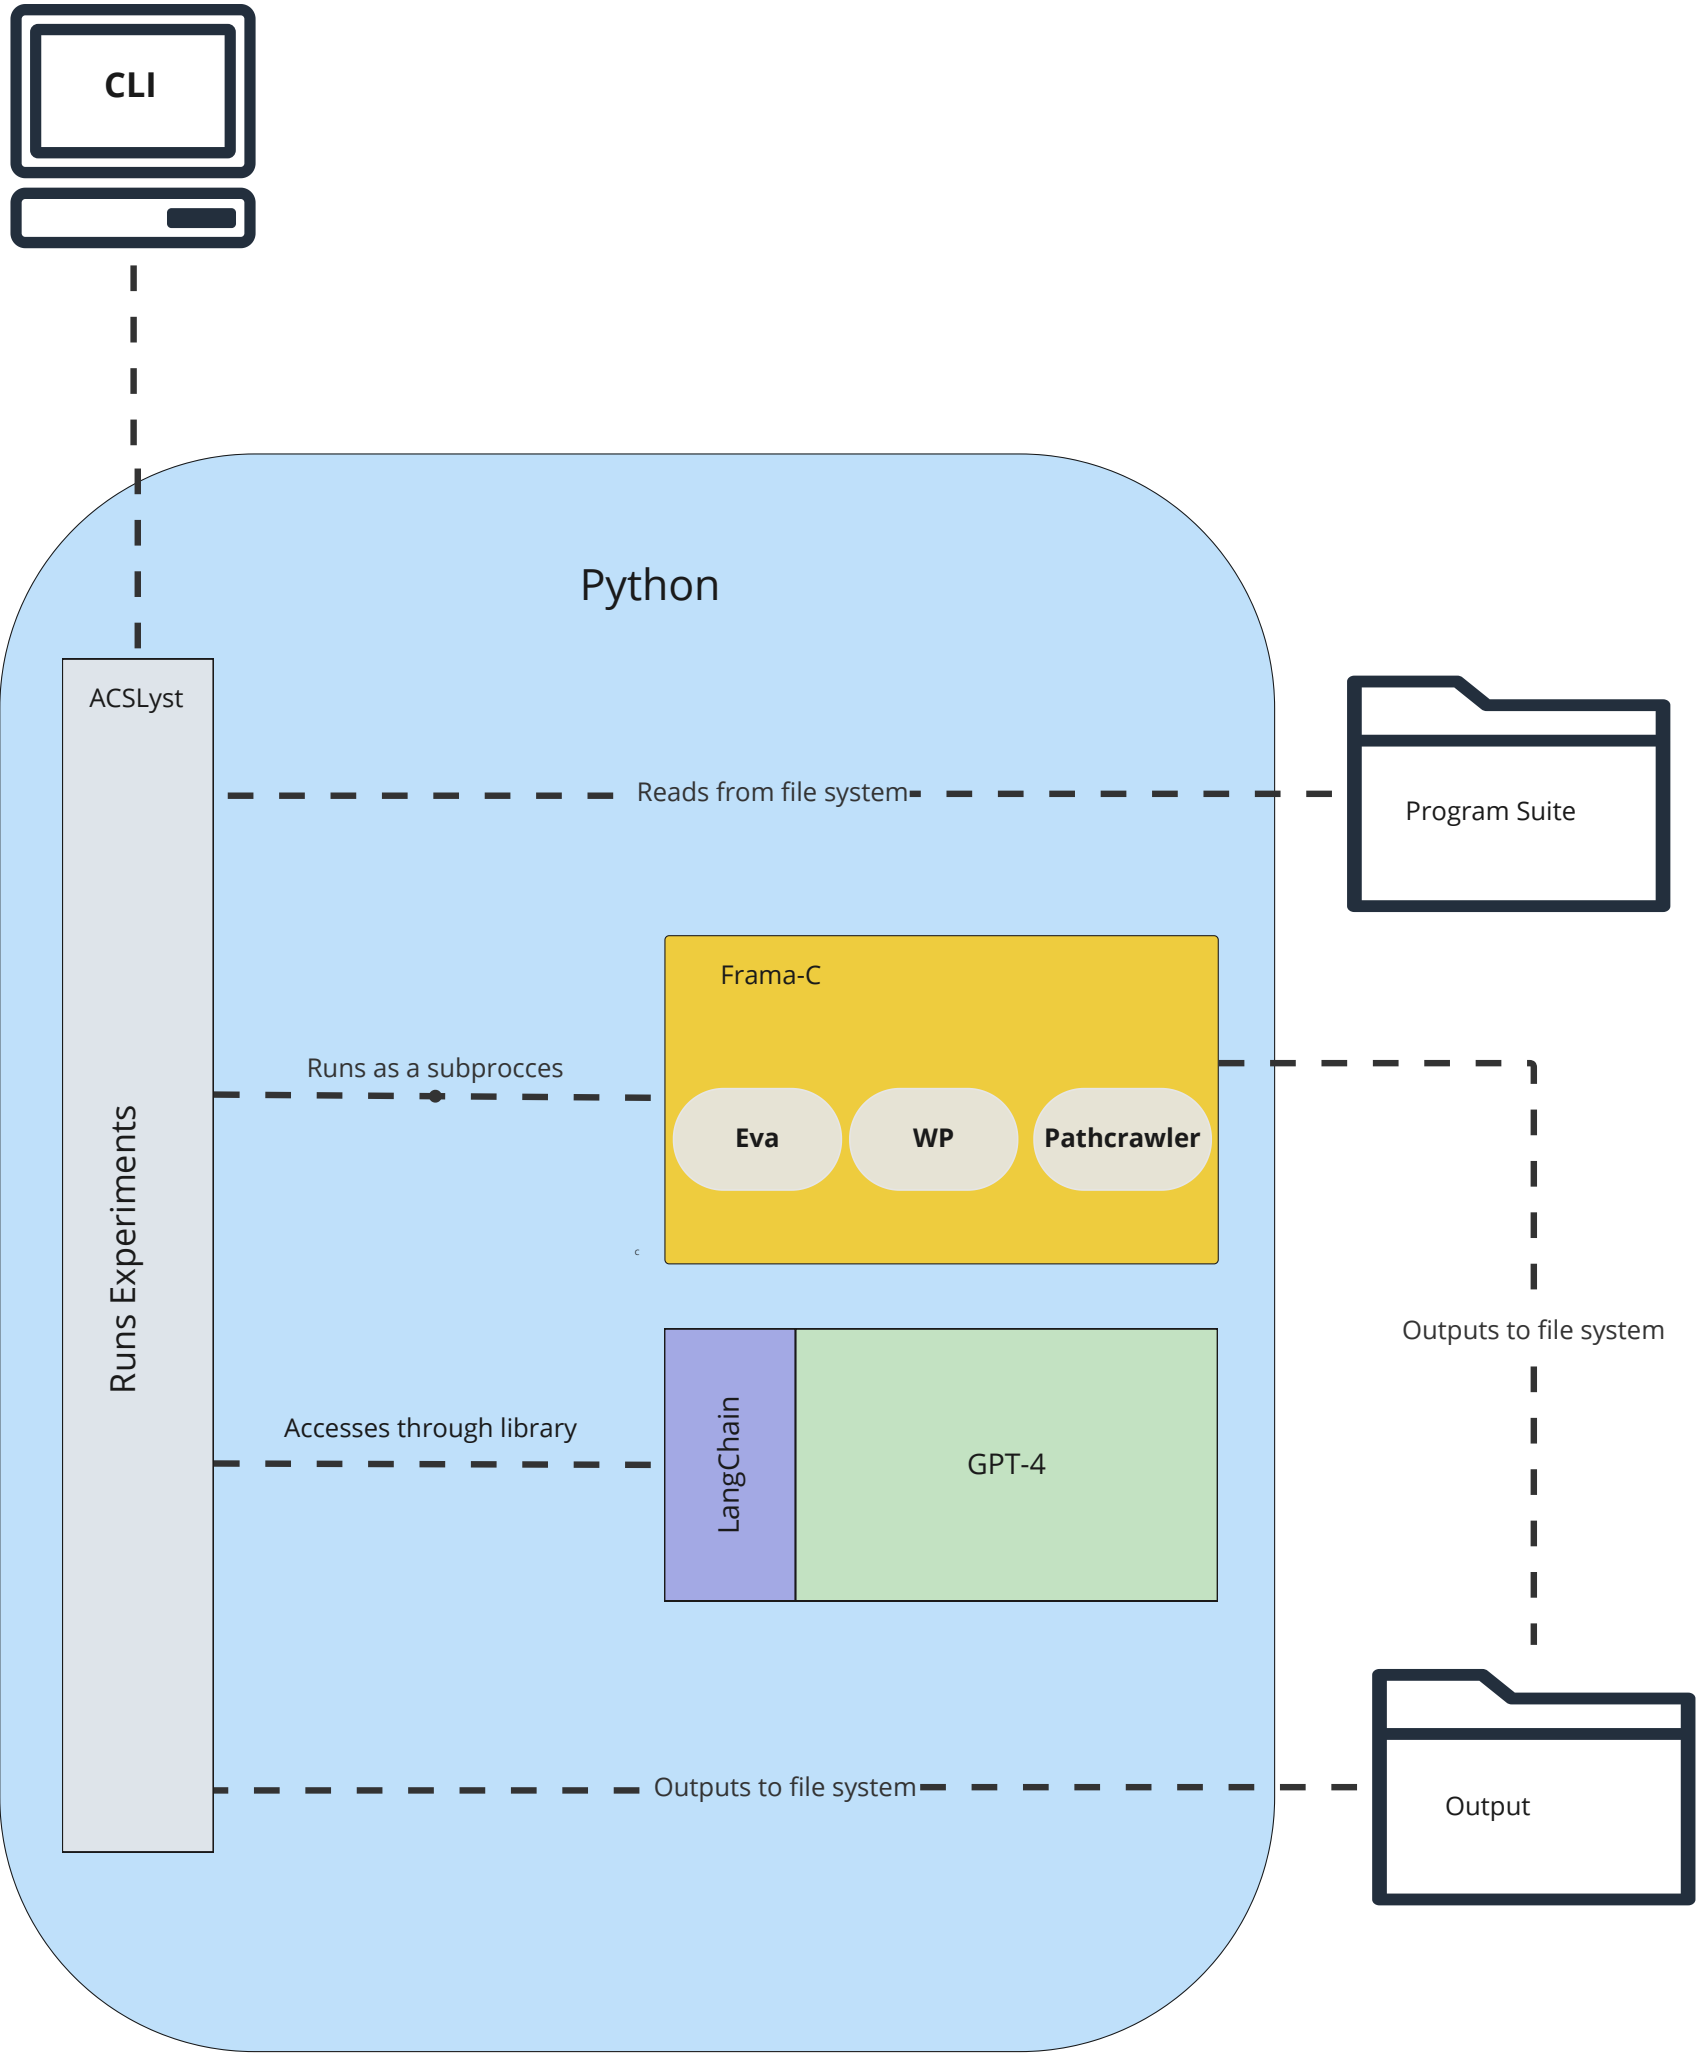 CLI
Python
ACSLyst
Reads from file system
Program Suite
Frama-C
Runs as a subprocces
Eva
WP
Pathcrawler
Runs Experiments
c
Outputs to file system
Accesses through library
LangChain
GPT-4
Outputs to file system
Output